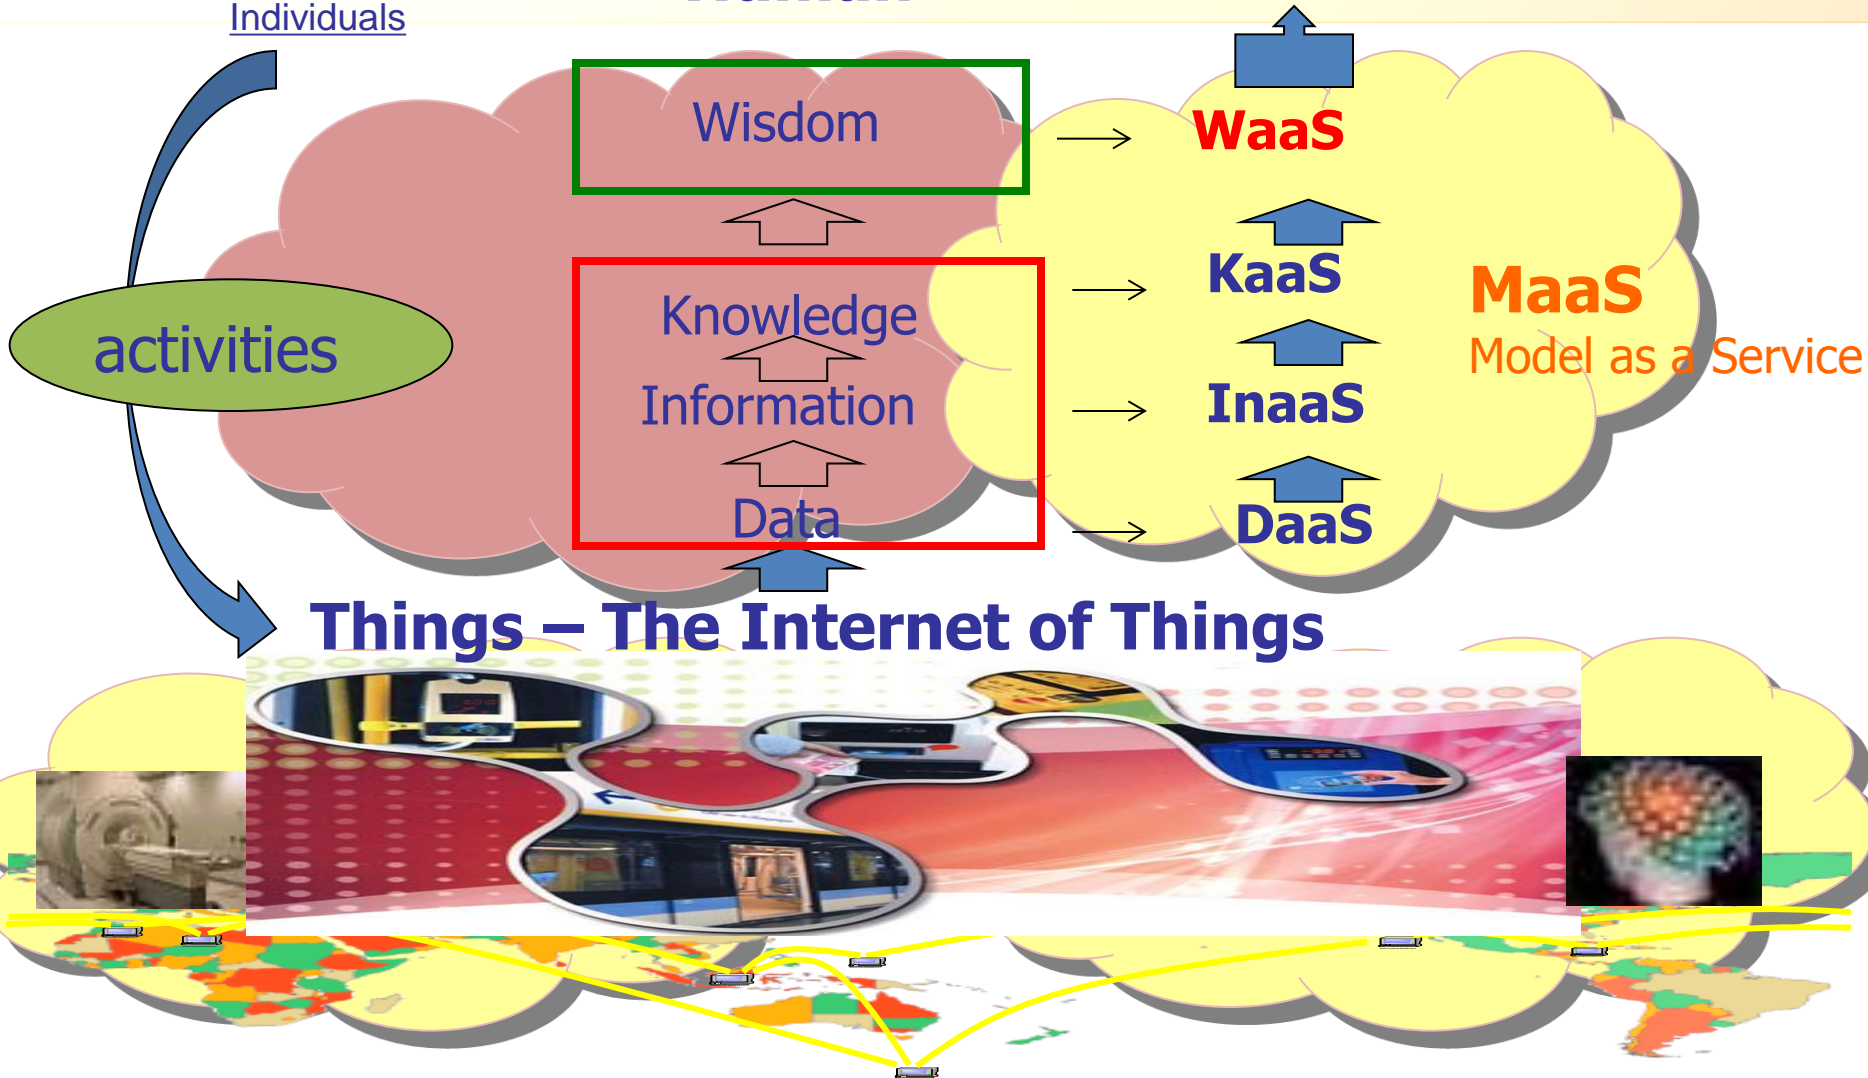 Individuals
Wisdom
WaaS
Knowledge
KaaS
MaaS
activities
Model as a Service
Information
InaaS
Data
DaaS
Things – The Internet of Things